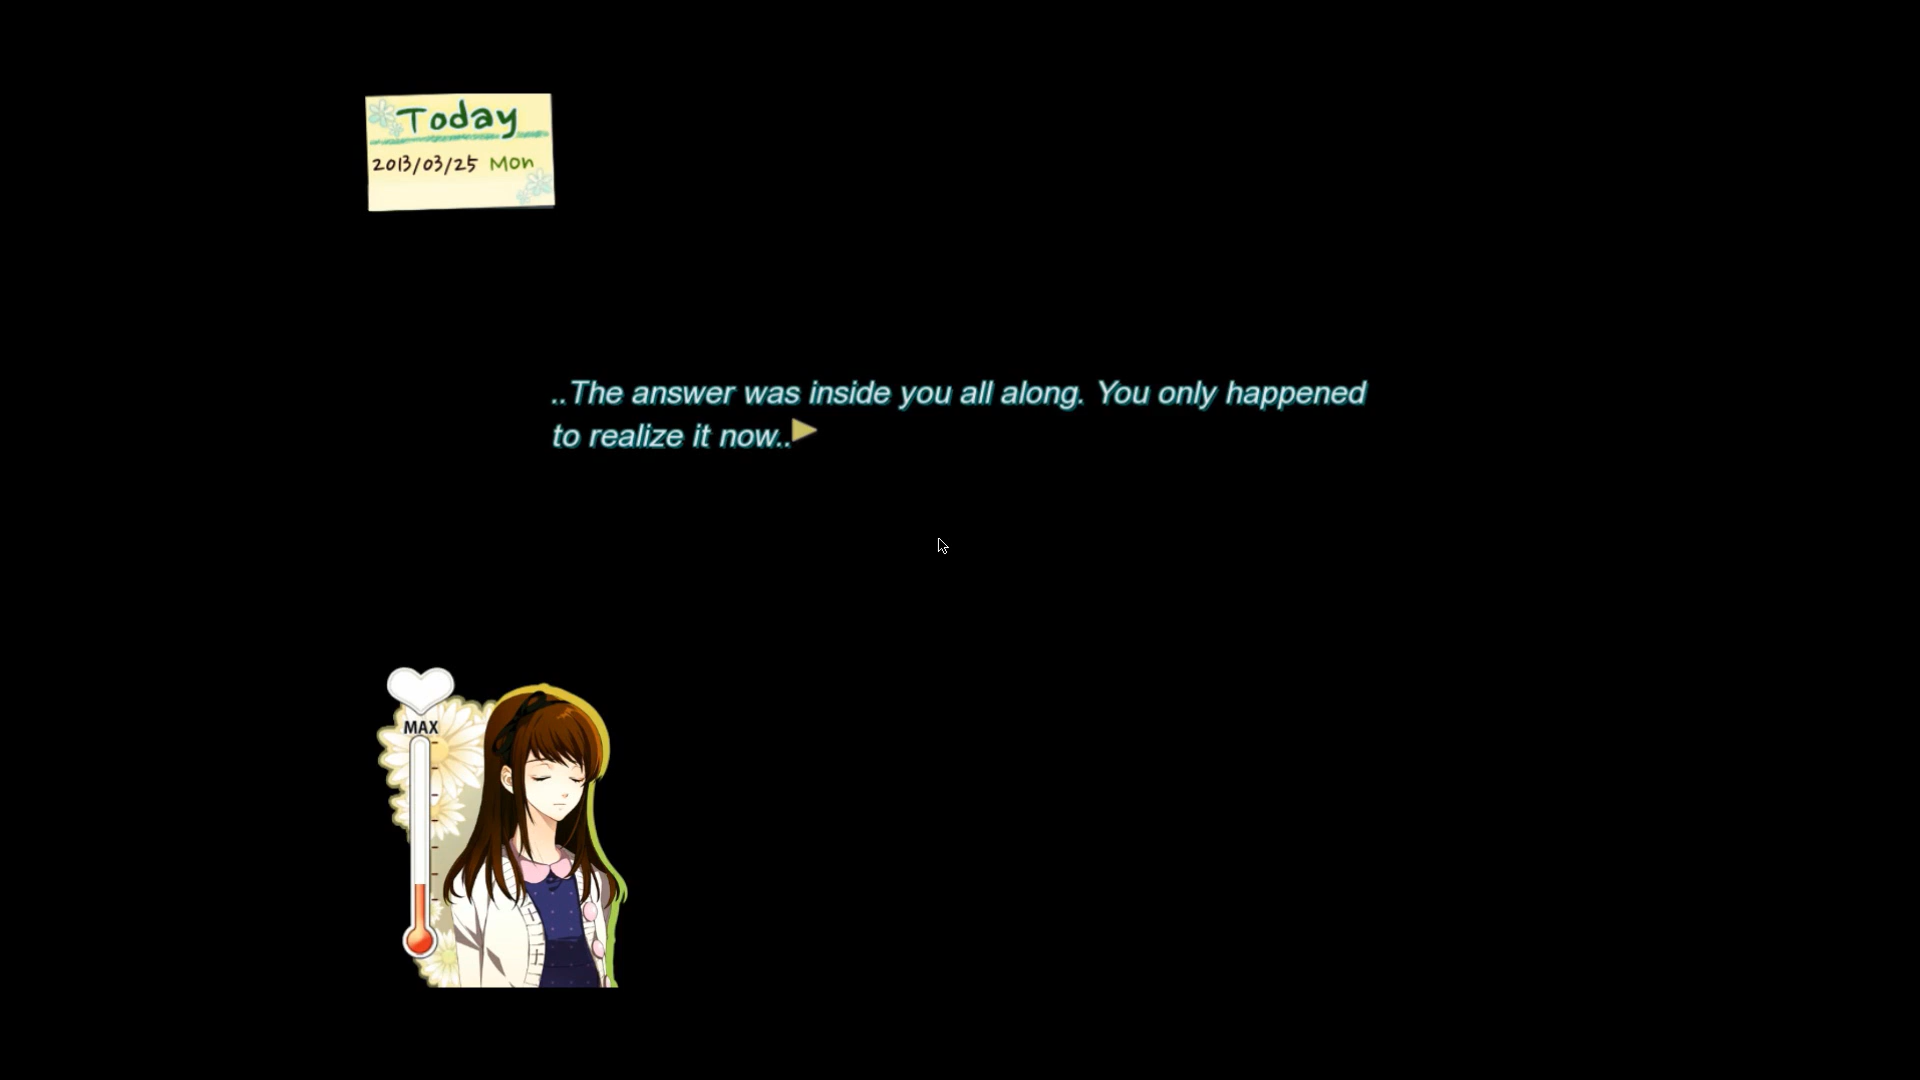 Today
2013/03/25 Mon
..The answer was inside you all along. You only happened
to realize it now..
MAX